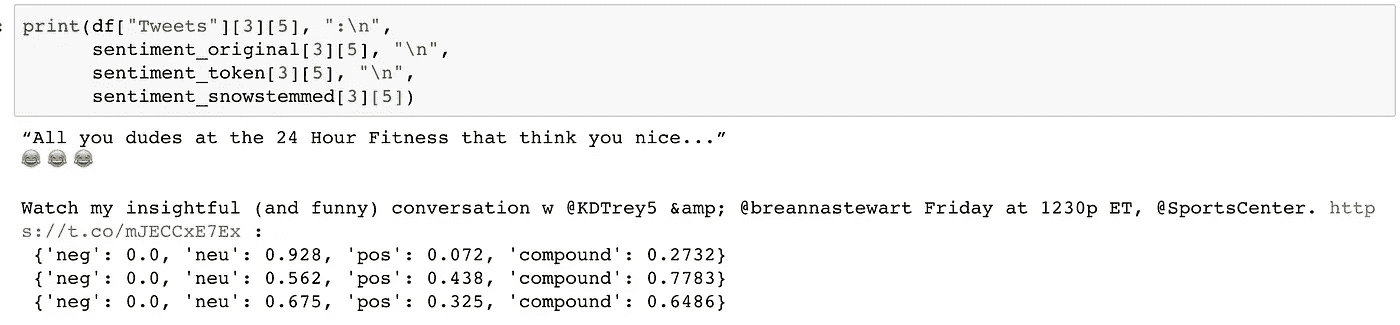 : print(df["Tweets"][3][5], ":\n",
sentiment_original[3][5], "\n",
sentiment_token[3][5], "\n",
sentiment_snowstemmed[3][5])
“All you dudes at the 24 Hour Fitness that think you nice...”
😂 😂 😂
Watch my insightful (and funny) conversation w @KDTrey5 &amp; @breannastewart Friday at 1230p ET, @SportsCenter. http
s://t.co/mJECCxE7Ex :
{'neg': 0.0, 'neu': 0.928, 'pos': 0.072, 'compound': 0.2732}
{'neg': 0.0, 'neu': 0.562, 'pos': 0.438, 'compound': 0.7783}
{'neg': 0.0, 'neu': 0.675, 'pos': 0.325, 'compound': 0.6486}